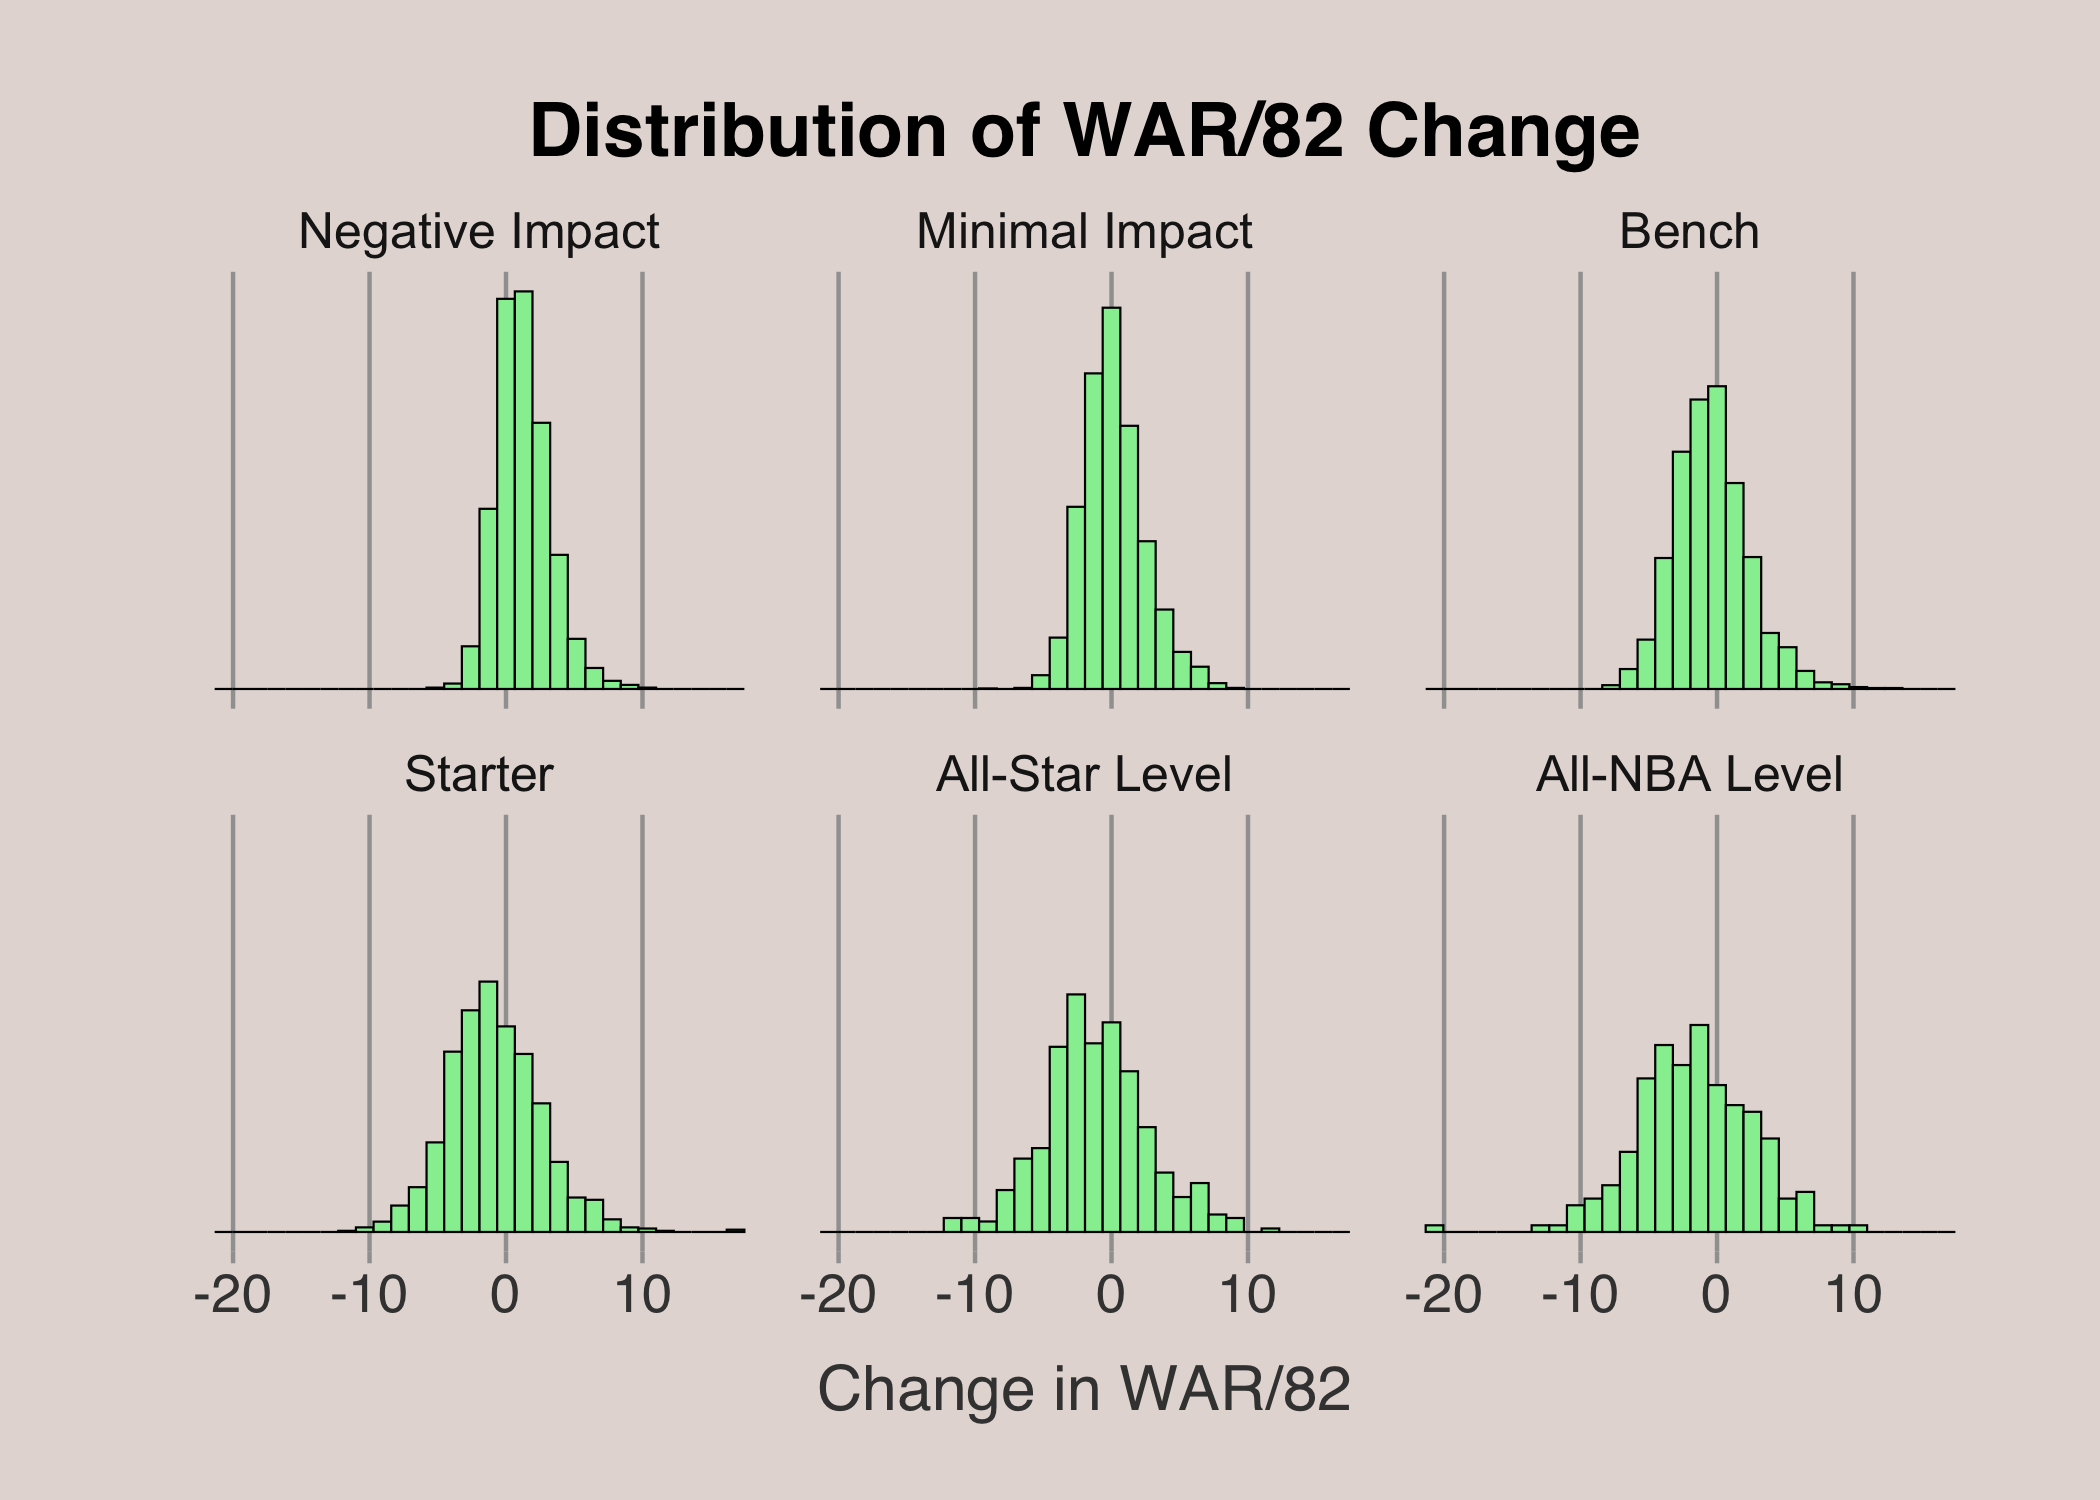 Distribution of WAR/82 Change
Negative Impact
Minimal Impact
Bench
Starter
All-Star Level
All-NBA Level
-20 -10 0 10 -20 -10 0 10 -20 -10 0 10
Change in WAR/82